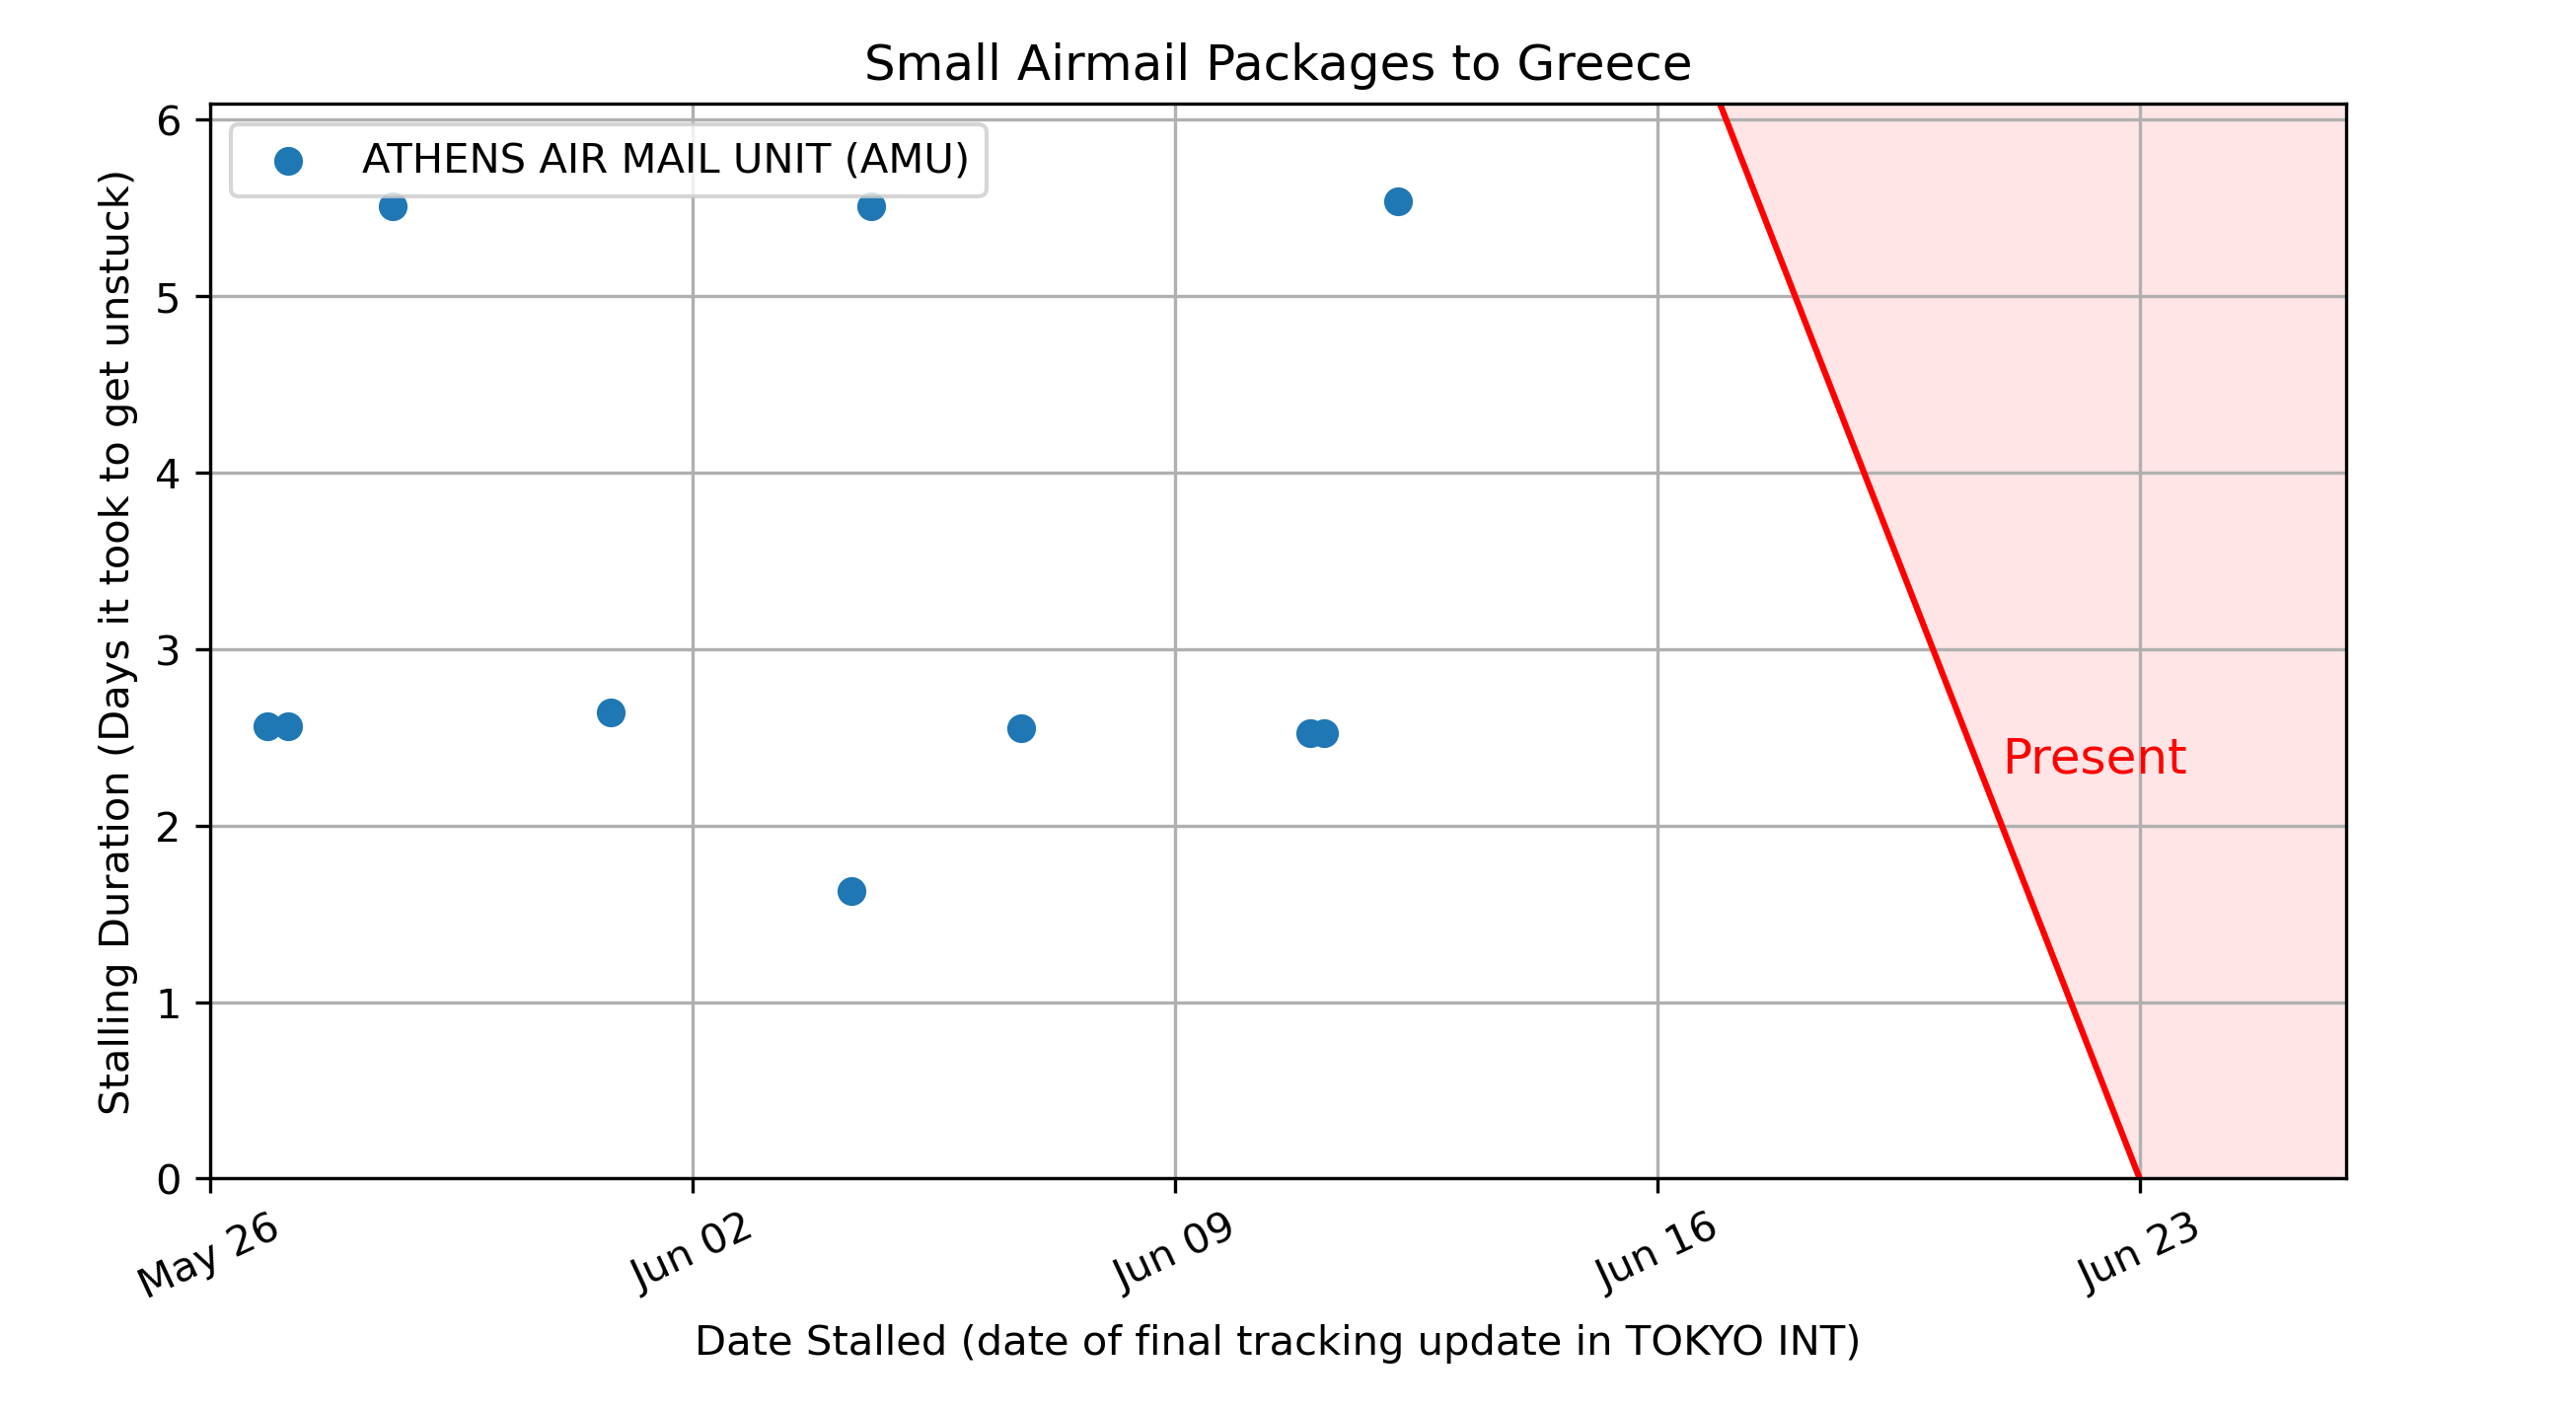 Small Airmail Packages to Greece
ATHENS AIR MAIL UNIT (AMU)
Stalling Duration (Days it took to get unstuck)
6
5
4
3
2
1
0
Present
May 26
Jun 02
Jun 09
Jun 16
Jun 23
Date Stalled (date of final tracking update in TOKYO INT)